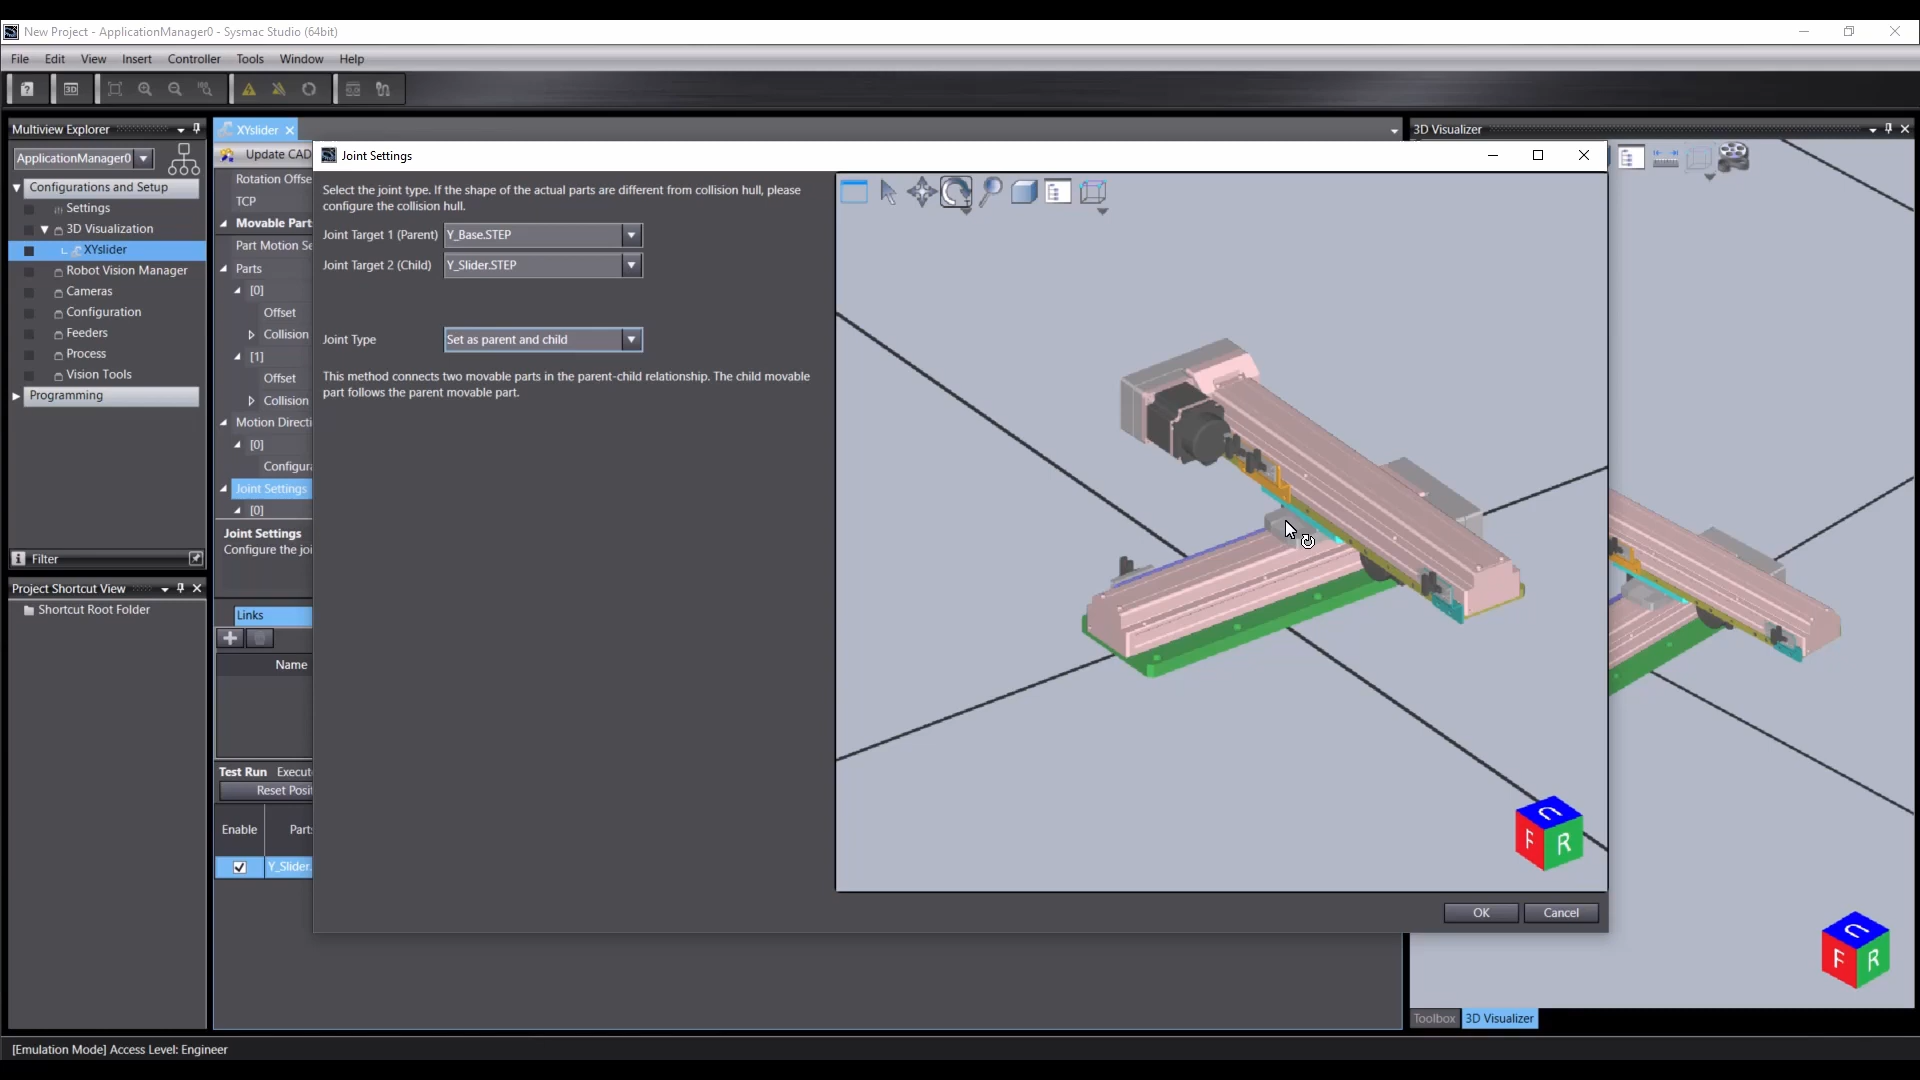 New Project - ApplicationManager0 - Sysmac Studio (64bit)
File Edit View Insert Controller Tools Window Help
3D
Multiview Explorer
XYslider
3D Visualizer
ApplicationManager0
Update CAD
Joint Settings
Configurations and Setup
Settings
3D Visualization
XYslider
Robot Vision Manager
Cameras
Configuration
Feeders
Process
Vision Tools
Programming
Filter
Project Shortcut View
Shortcut Root Folder
Rotation Offse
TCP
Movable Part
Part Motion Se
Parts
[0]
Offset
Collision
[1]
Offset
Collision
Motion Directi
[0]
Configura
Joint Settings
[0]
Joint Settings
Configure the joi
Links
Name
Test Run Execut
Reset Posit
Enable Parts
Y_Slider.
Select the joint type. If the shape of the actual parts are different from collision hull, please
configure the collision hull.
Joint Target 1 (Parent) Y_Base.STEP
Joint Target 2 (Child) Y_Slider.STEP
Joint Type Set as parent and child
This method connects two movable parts in the parent-child relationship. The child movable
part follows the parent movable part.
F R
OK Cancel
F R
Toolbox 3D Visualizer
[Emulation Mode] Access Level: Engineer